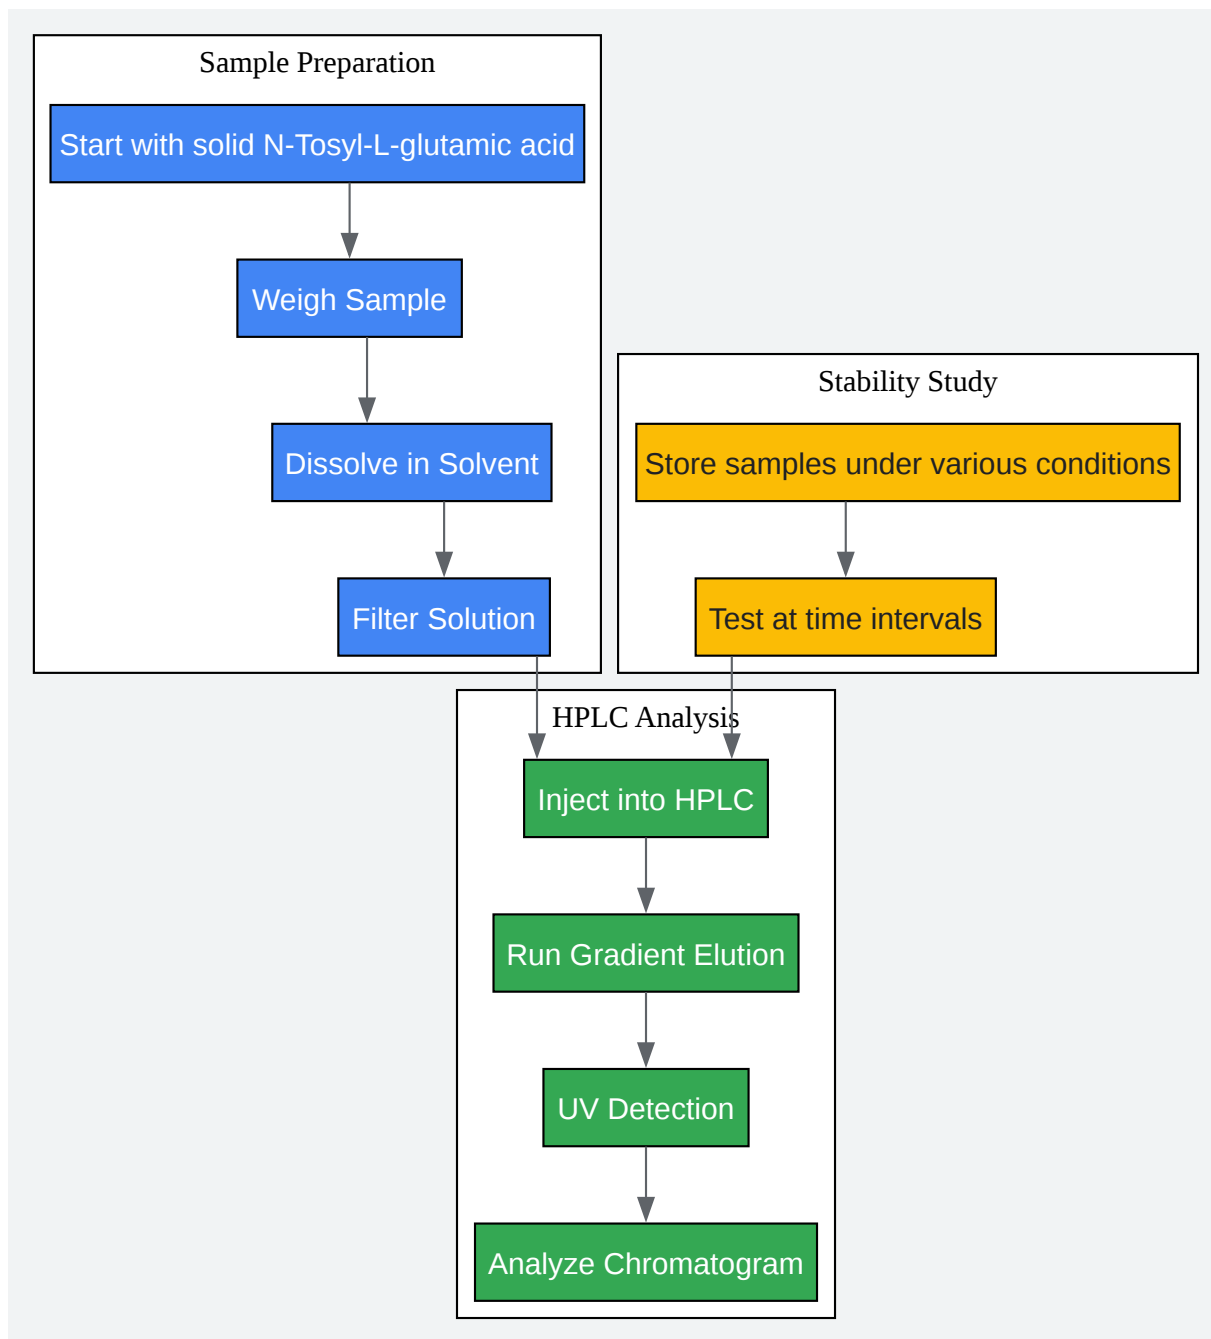 Sample Preparation
Start with solid N-Tosyl-L-glutamic acid
Weigh Sample
Dissolve in Solvent
Filter Solution
Stability Study
Store samples under various conditions
Test at time intervals
HPLC Analysis
Inject into HPLC
Run Gradient Elution
UV Detection
Analyze Chromatogram